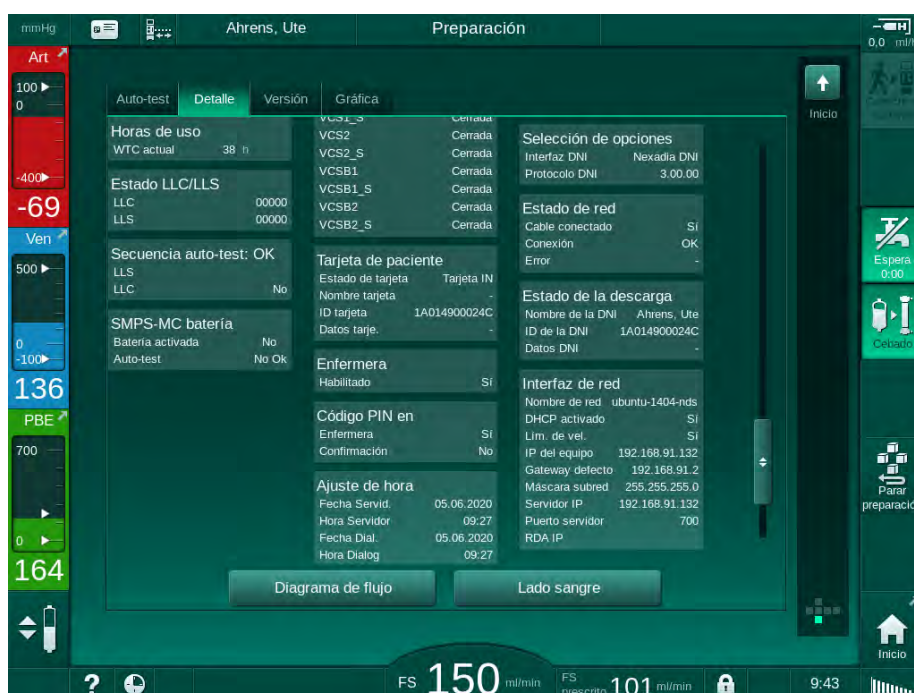 mmHg
Ahrens, Ute
Preparación
0,0 ml/h
Art
100
0
-400
-69
Ven
500
0
-100
136
PBE
700
0
164
Auto-test
Detalle
Versión
Gráfica
Inicio
Horas de uso
WTC actual 38 h
Estado LLC/LLS
LLC 00000
LLS 00000
Secuencia auto-test: OK
LLS
LLC No
SMPS-MC batería
Batería activada No
Auto-test No Ok
VCS1_S Cerrada
VCS2 Cerrada
VCS2_S Cerrada
VCSB1 Cerrada
VCSB1_S Cerrada
VCSB2 Cerrada
VCSB2_S Cerrada
Tarjeta de paciente
Estado de tarjeta Tarjeta IN
Nombre tarjeta -
ID tarjeta 1A014900024C
Datos tarje. -
Enfermera
Habilitado Sí
Código PIN en
Enfermera Sí
Confirmación No
Ajuste de hora
Fecha Servid. 05.06.2020
Hora Servidor 09:27
Fecha Dial. 05.06.2020
Hora Dialog 09:27
Selección de opciones
Interfaz DNI Nexadia DNI
Protocolo DNI 3.00.00
Estado de red
Cable conectado Sí
Conexión OK
Error -
Estado de la descarga
Nombre de la DNI Ahrens, Ute
ID de la DNI 1A014900024C
Datos DNI -
Interfaz de red
Nombre de red ubuntu-1404-nds
DHCP activado Sí
Lím. de vel. Sí
IP del equipo 192.168.91.132
Gateway defecto 192.168.91.2
Máscara subred 255.255.255.0
Servidor IP 192.168.91.132
Puerto servidor 700
RDA IP
Diagrama de flujo
Lado sangre
Espera
0:00
Cebado
Parar
preparació
Inicio
?
FS 150 ml/min
FS
prescrito 101 ml/min
9:43